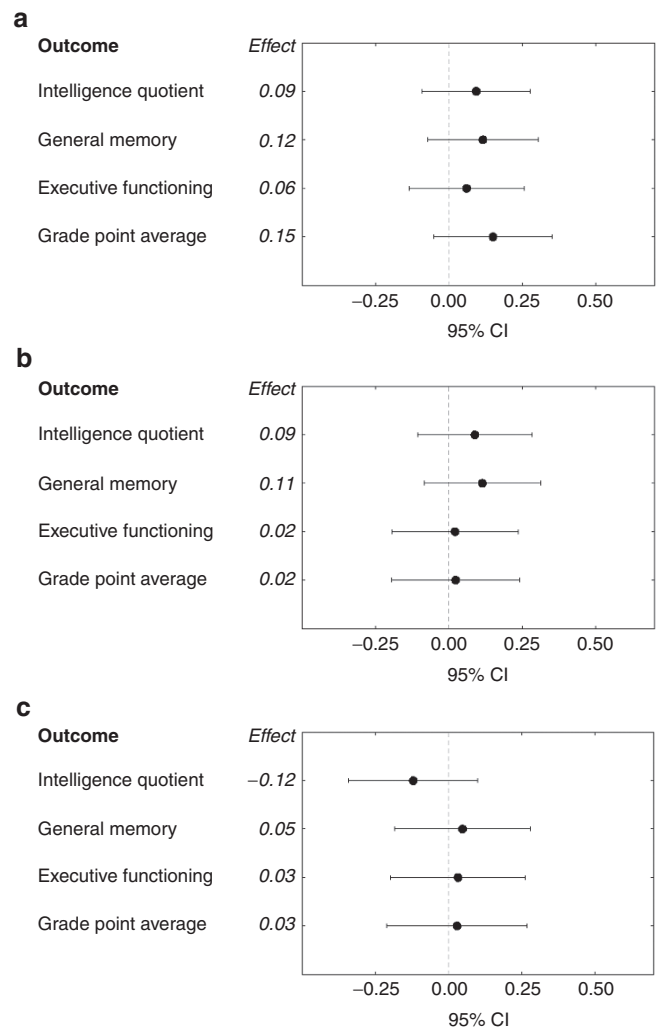 a
Outcome Effect
Intelligence quotient 0.09
General memory 0.12
Executive functioning 0.06
Grade point average 0.15
−0.25 0.00 0.25 0.50
95% CI
b
Outcome Effect
Intelligence quotient 0.09
General memory 0.11
Executive functioning 0.02
Grade point average 0.02
−0.25 0.00 0.25 0.50
95% CI
c
Outcome Effect
Intelligence quotient −0.12
General memory 0.05
Executive functioning 0.03
Grade point average 0.03
−0.25 0.00 0.25 0.50
95% CI